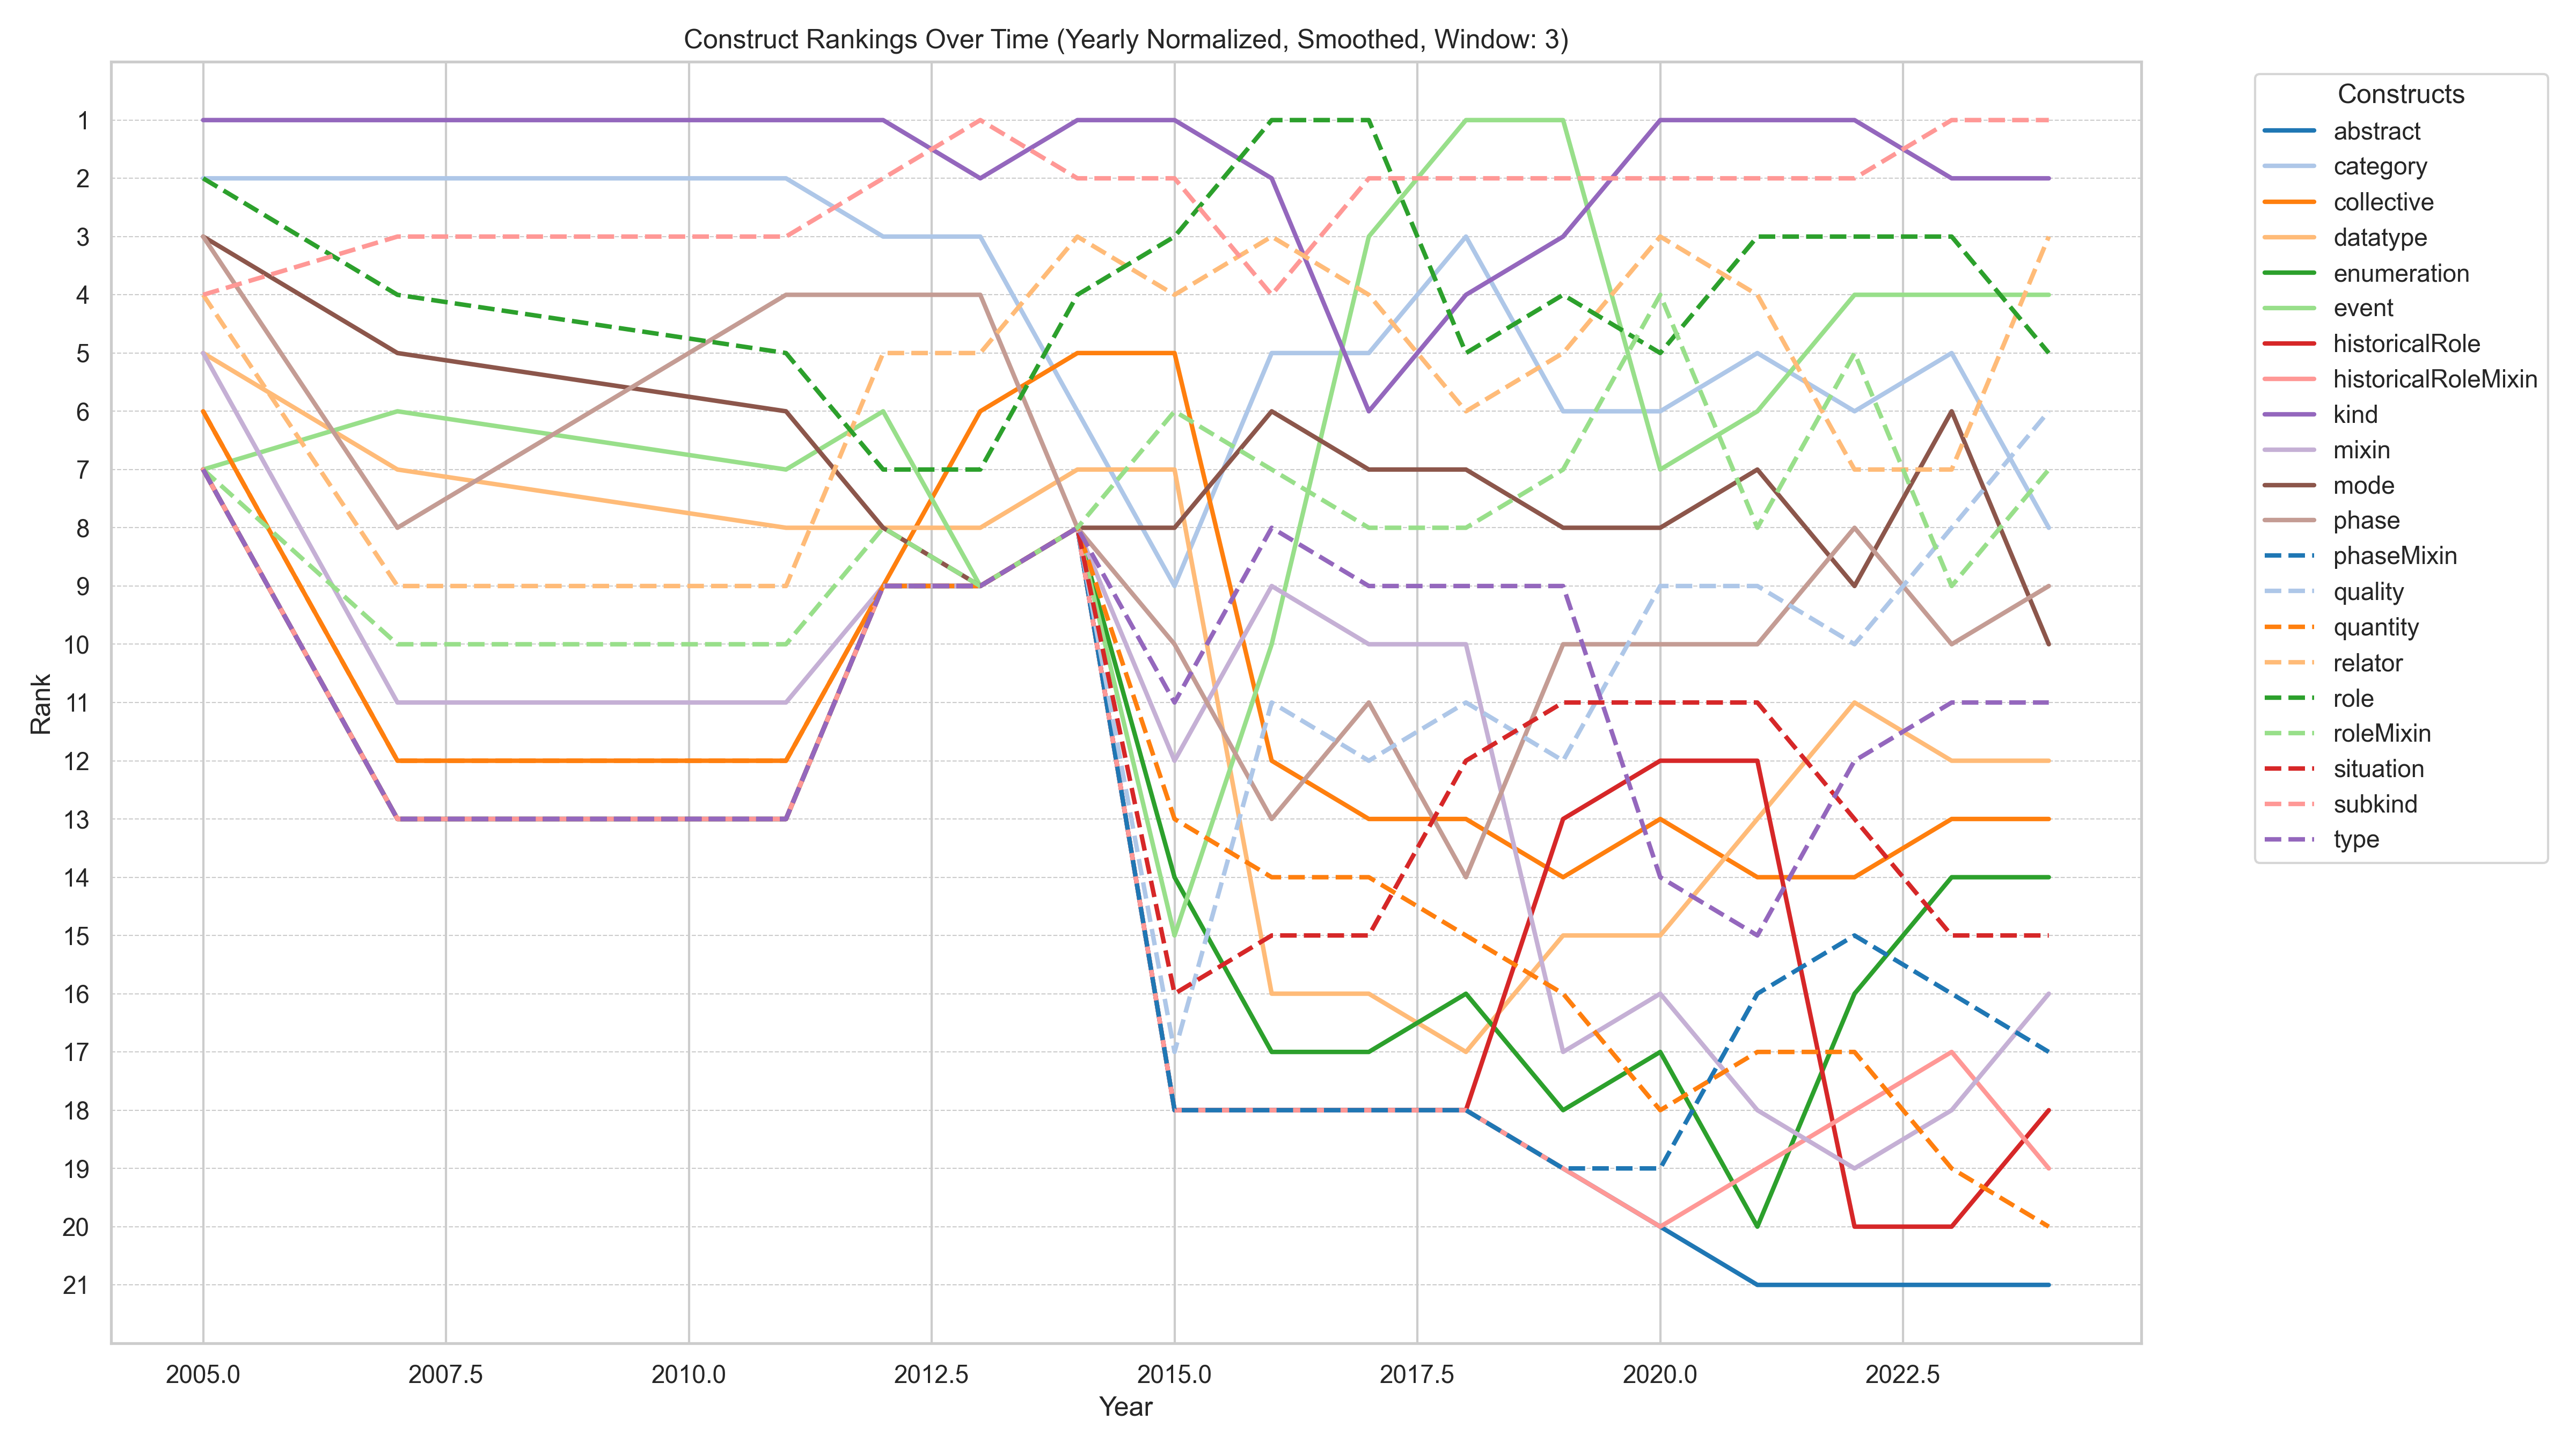 Construct Rankings Over Time (Yearly Normalized, Smoothed, Window: 3)
Rank
1
2
3
4
5
6
7
8
9
10
11
12
13
14
15
16
17
18
19
20
21
2005.0 2007.5 2010.0 2012.5 2015.0 2017.5 2020.0 2022.5
Year
Constructs
abstract
category
collective
datatype
enumeration
event
historicalRole
historicalRoleMixin
kind
mixin
mode
phase
phaseMixin
quality
quantity
relator
role
roleMixin
situation
subkind
type